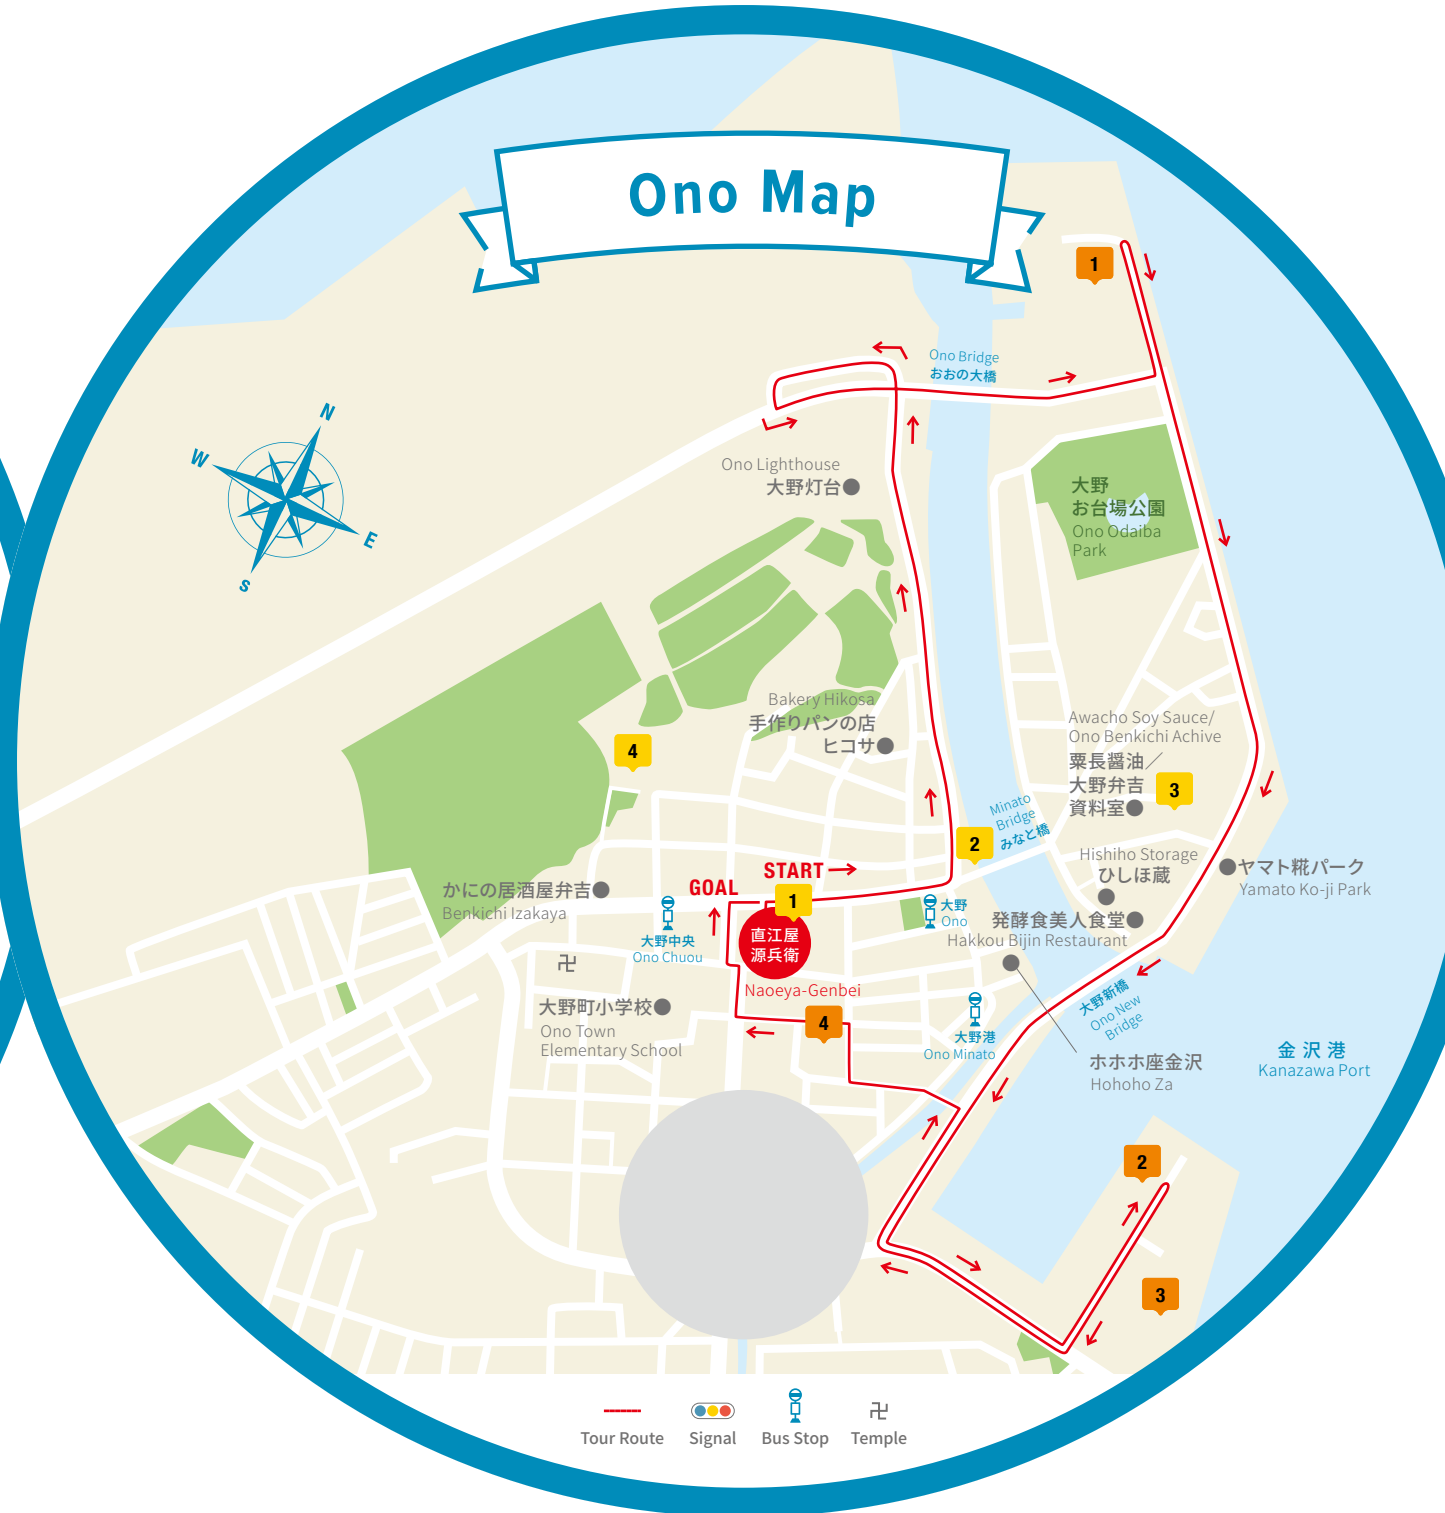 Ono Map
1
Ono Bridge
おおの大橋
N
W
E
S
Ono Lighthouse
大野灯台
大野
お台場公園
Ono Odaiba
Park
Bakery Hikosa
手作りパンの店
ヒコサ
4
Awacho Soy Sauce/
Ono Benkichi Achive
粟長醤油／
大野弁吉
資料室
3
Minato
Bridge
みなと橋
2
START
GOAL
1
直江屋
源兵衛
Naoeya-Genbei
Hishiho Storage
ひしほ蔵
ヤマト糀パーク
Yamato Ko-ji Park
かにの居酒屋弁吉
Benkichi Izakaya
大野中央
Ono Chuou
大野
Ono
発酵食美人食堂
Hakkou Bijin Restaurant
卍
大野町小学校
Ono Town
Elementary School
4
大野港
Ono Minato
大野新橋
Ono New
Bridge
ホホホ座金沢
Hohoho Za
金沢港
Kanazawa Port
2
3
卍
Tour Route
Signal
Bus Stop
Temple